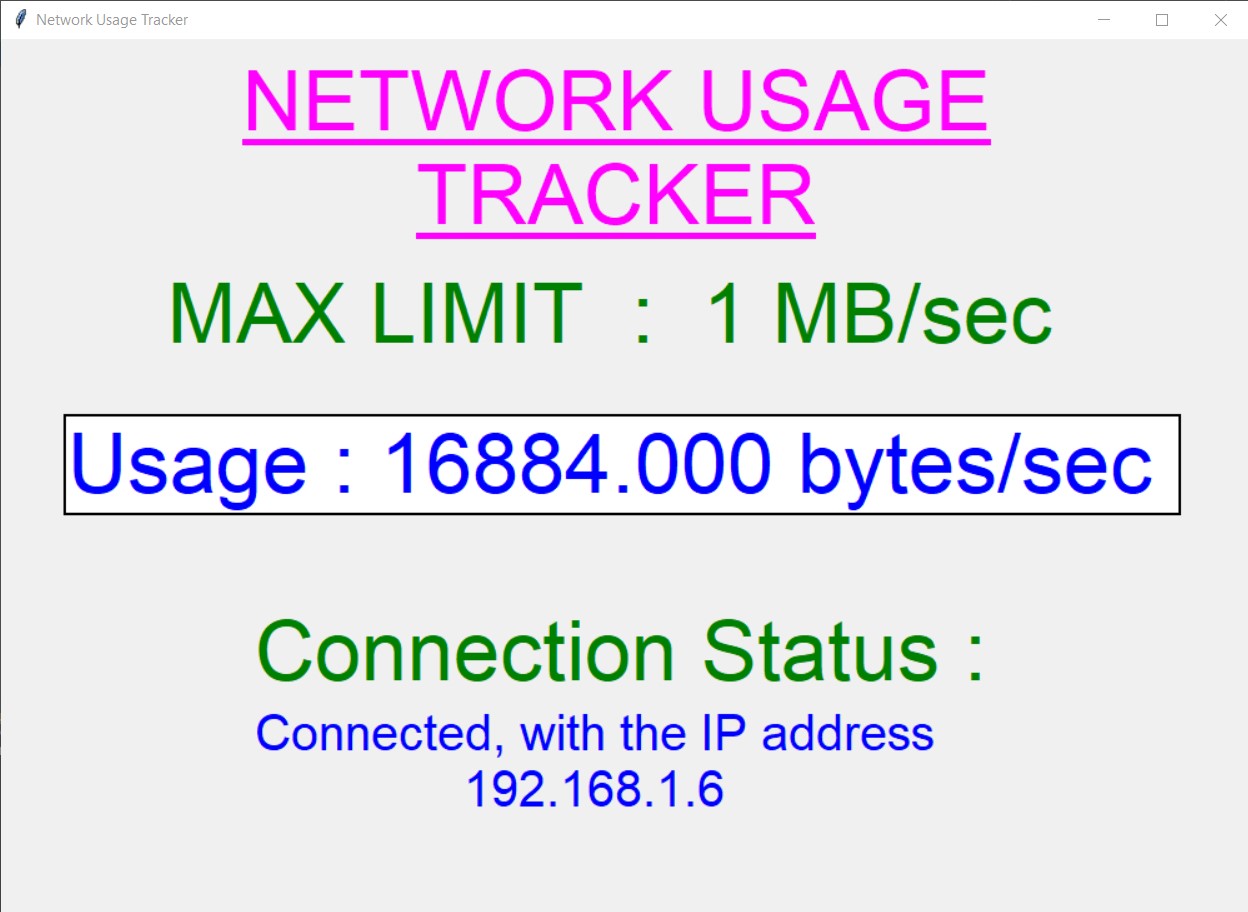 Network Usage Tracker
NETWORK USAGE
TRACKER
MAX LIMIT : 1 MB/sec
Usage : 16884.000 bytes/sec
Connection Status :
Connected, with the IP address
192.168.1.6